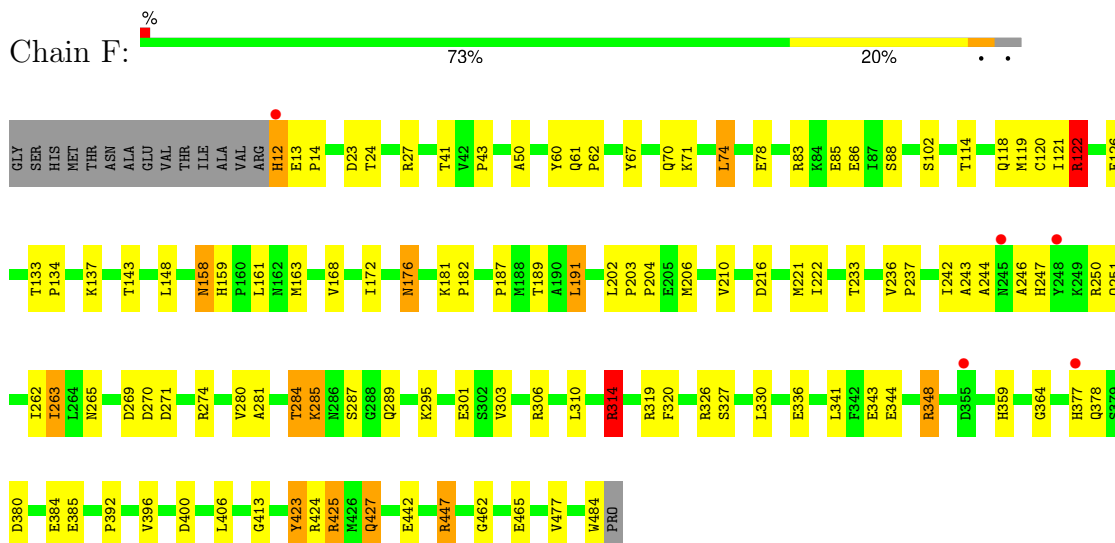 %
Chain F:
73% 20% • •
GLY SER HIS MET THR ASN ALA GLU VAL THR ILE ALA VAL ARG H12 E13 P14 D23 T24 R27 T41 V42 P43 A50 Y60 Q61 P62 Y67 Q70 K71 L74 E78 R83 K84 E85 E86 I87 S88 S102 T114 Q118 M119 C120 I121 R122
T133 P134 K137 T143 L148 N158 H159 P160 L161 N162 M163 V168 I172 N176 K181 P182 P187 M188 T189 A190 L191 L202 P203 P204 E205 M206 V210 D216 M221 I222 T233 V236 P237 I242 A243 A244 N245 A246 H247 Y248 K249 R250
I262 I263 L264 N265 D269 D270 D271 R274 V280 A281 T284 K285 N286 S287 G288 Q289 K295 E301 S302 V303 R306 L310 R314 R319 F320 R326 S327 L330 E336 L341 F342 E343 E344 R348 D355 H359 G364 H377 Q378
D380 E384 E385 P392 V396 D400 L406 G413 Y423 R424 R425 M426 Q427 E442 R447 G462 E465 V477 W484 PRO